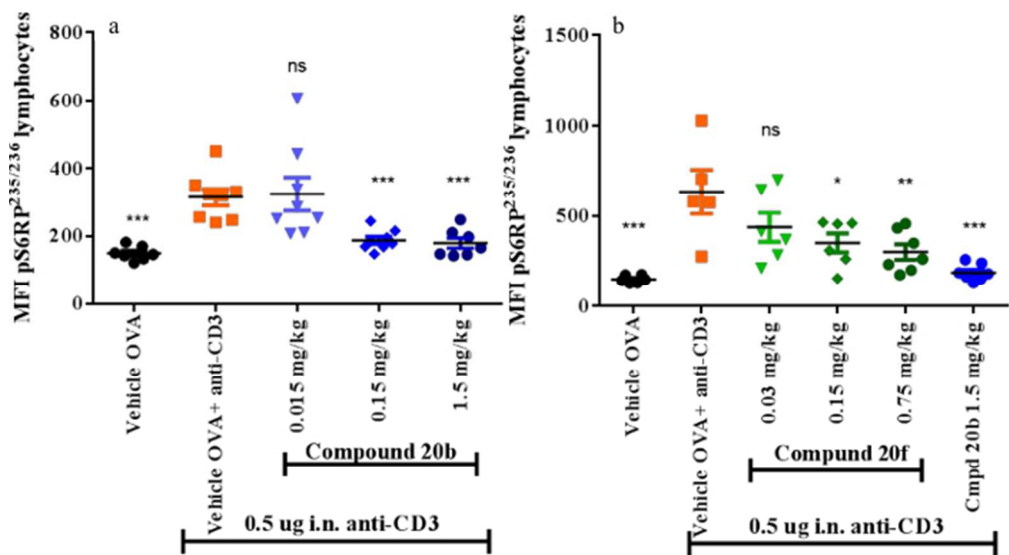 a
MFI pS6RP235/236 lymphocytes
800
600
400
200
0
***
ns
***
***
Vehicle OVA
Vehicle OVA+ anti-CD3
0.015 mg/kg
0.15 mg/kg
1.5 mg/kg
Compound 20b
0.5 ug i.n. anti-CD3
b
MFI pS6RP235/236 lymphocytes
1500
1000
500
0
***
ns
*
**
***
Vehicle OVA
Vehicle OVA+ anti-CD3
0.03 mg/kg
0.15 mg/kg
0.75 mg/kg
Cmpd 20b 1.5 mg/kg
Compund 20f
0.5 ug i.n. anti-CD3